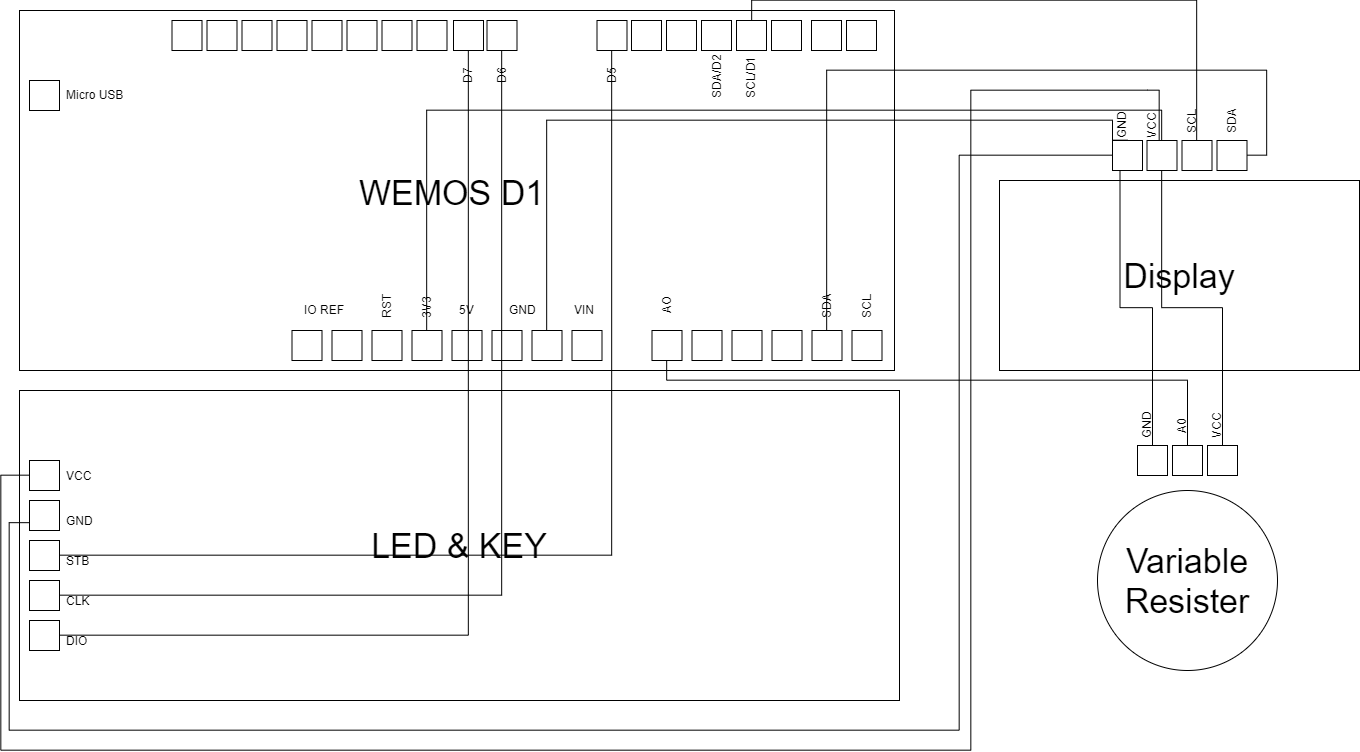 D7
D6
D5
SDA/D2
SCL/D1
Micro USB
GND
VCC
SCL
SDA
WEMOS D1
Display
IO REF
RST
3V3
5V
GND
VIN
A0
SDA
SCL
GND
A0
VCC
VCC
GND
STB
CLK
DIO
LED & KEY
Variable
Resister